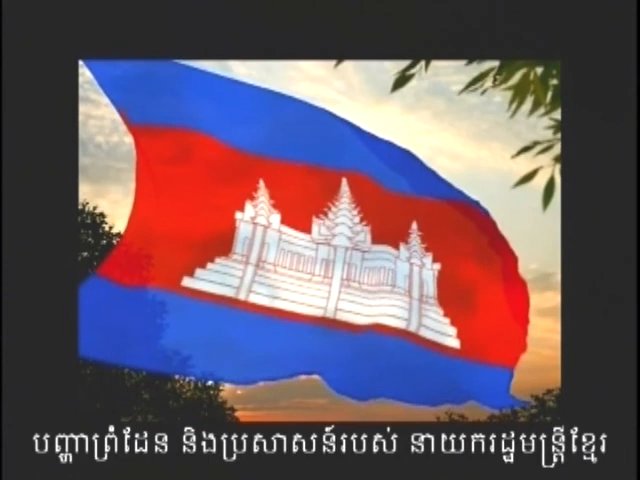 បញ្ហាព្រំដែន និងប្រសាសន៍របស់ នាយករដ្ឋមន្ត្រីខ្មែរ